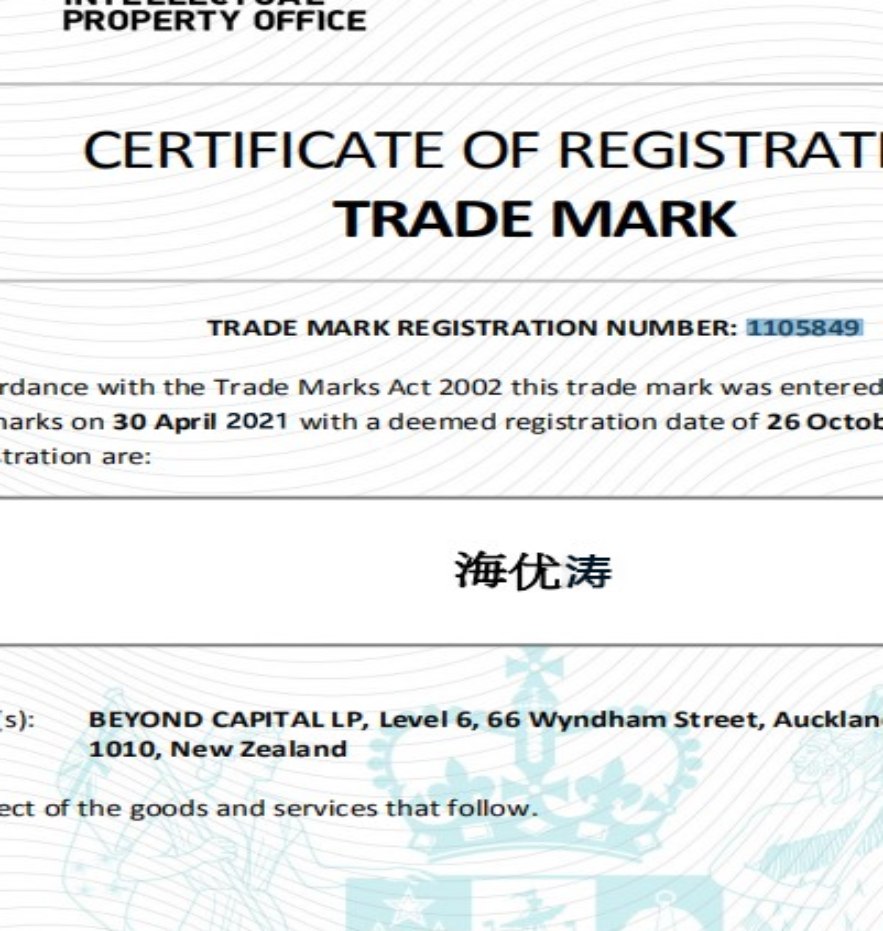 INTELLECTUAL
PROPERTY OFFICE
CERTIFICATE OF REGISTRATI
TRADE MARK
TRADE MARK REGISTRATION NUMBER: 1105849
rdance with the Trade Marks Act 2002 this trade mark was entered
marks on 30 April 2021 with a deemed registration date of 26 Octob
tration are:
海优涛
(s): BEYOND CAPITAL LP, Level 6, 66 Wyndham Street, Aucklan
1010, New Zealand
ect of the goods and services that follow.